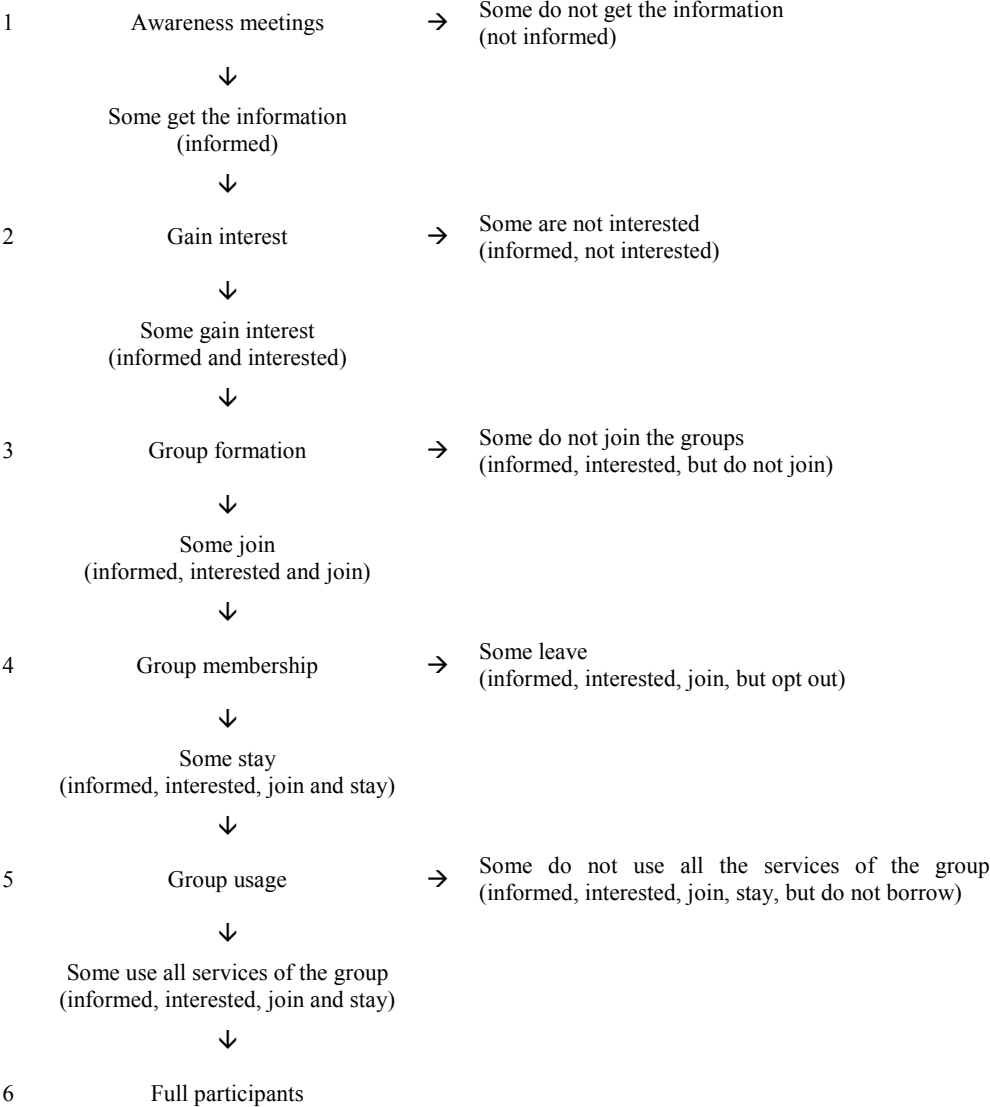 1 Awareness meetings → Some do not get the information
(not informed)
↓
Some get the information
(informed)
↓
2 Gain interest → Some are not interested
(informed, not interested)
↓
Some gain interest
(informed and interested)
↓
3 Group formation → Some do not join the groups
(informed, interested, but do not join)
↓
Some join
(informed, interested and join)
↓
4 Group membership → Some leave
(informed, interested, join, but opt out)
↓
Some stay
(informed, interested, join and stay)
↓
5 Group usage → Some do not use all the services of the group
(informed, interested, join, stay, but do not borrow)
↓
Some use all services of the group
(informed, interested, join and stay)
↓
6 Full participants